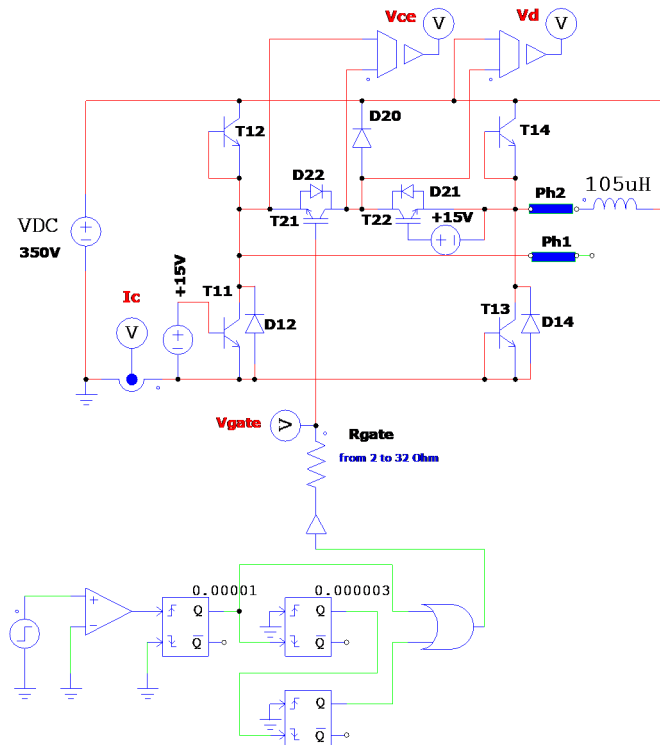 Vce
V
Vd
V
T12
D20
T14
D22
D21
T21
T22
+15V
Ph2
105uH
VDC
350V
Ph1
+15V
Ic
V
T11
D12
T13
D14
Vgate
V
Rgate
from 2 to 32 Ohm
0.00001
0.000003
Q
Q
Q
Q
Q
Q